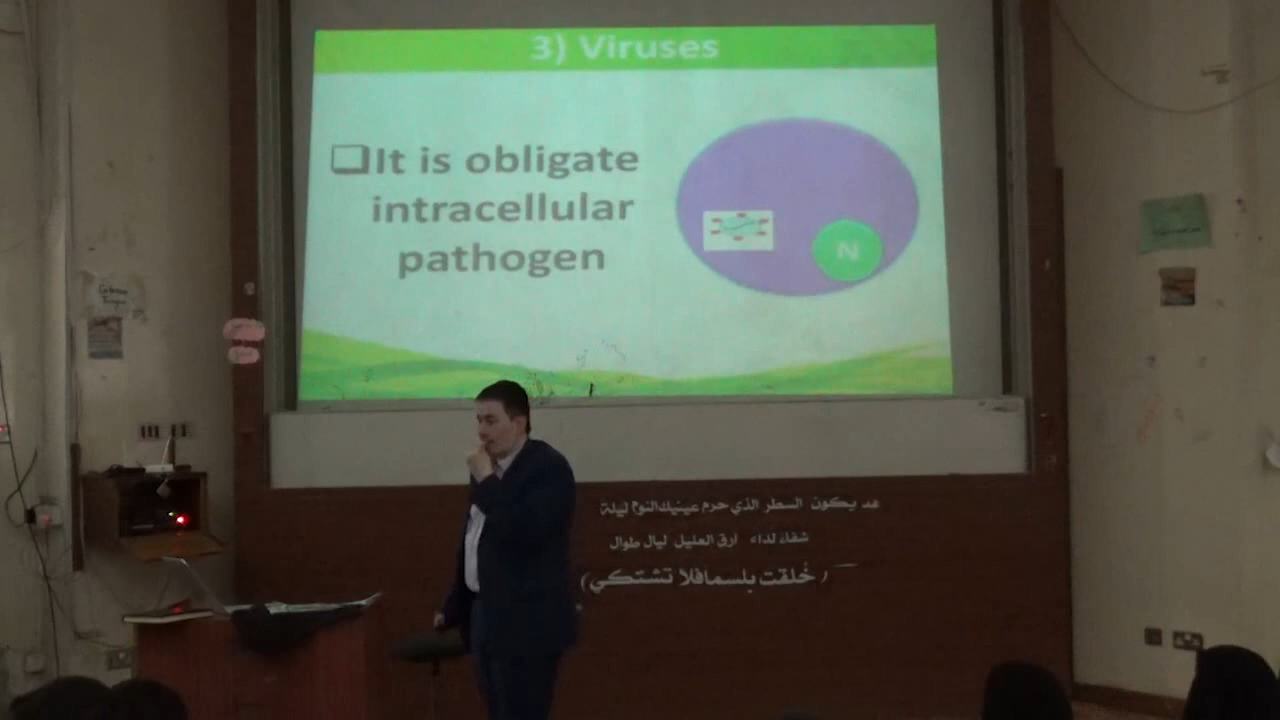 3) Viruses
❑It is obligate
intracellular
pathogen
N
قد يكون السطر الذي حرم عينيك النوم ليلة
شفاء لداء أرق العليل ليال طوال
(خُلقت بلسما فلا تشتكي)